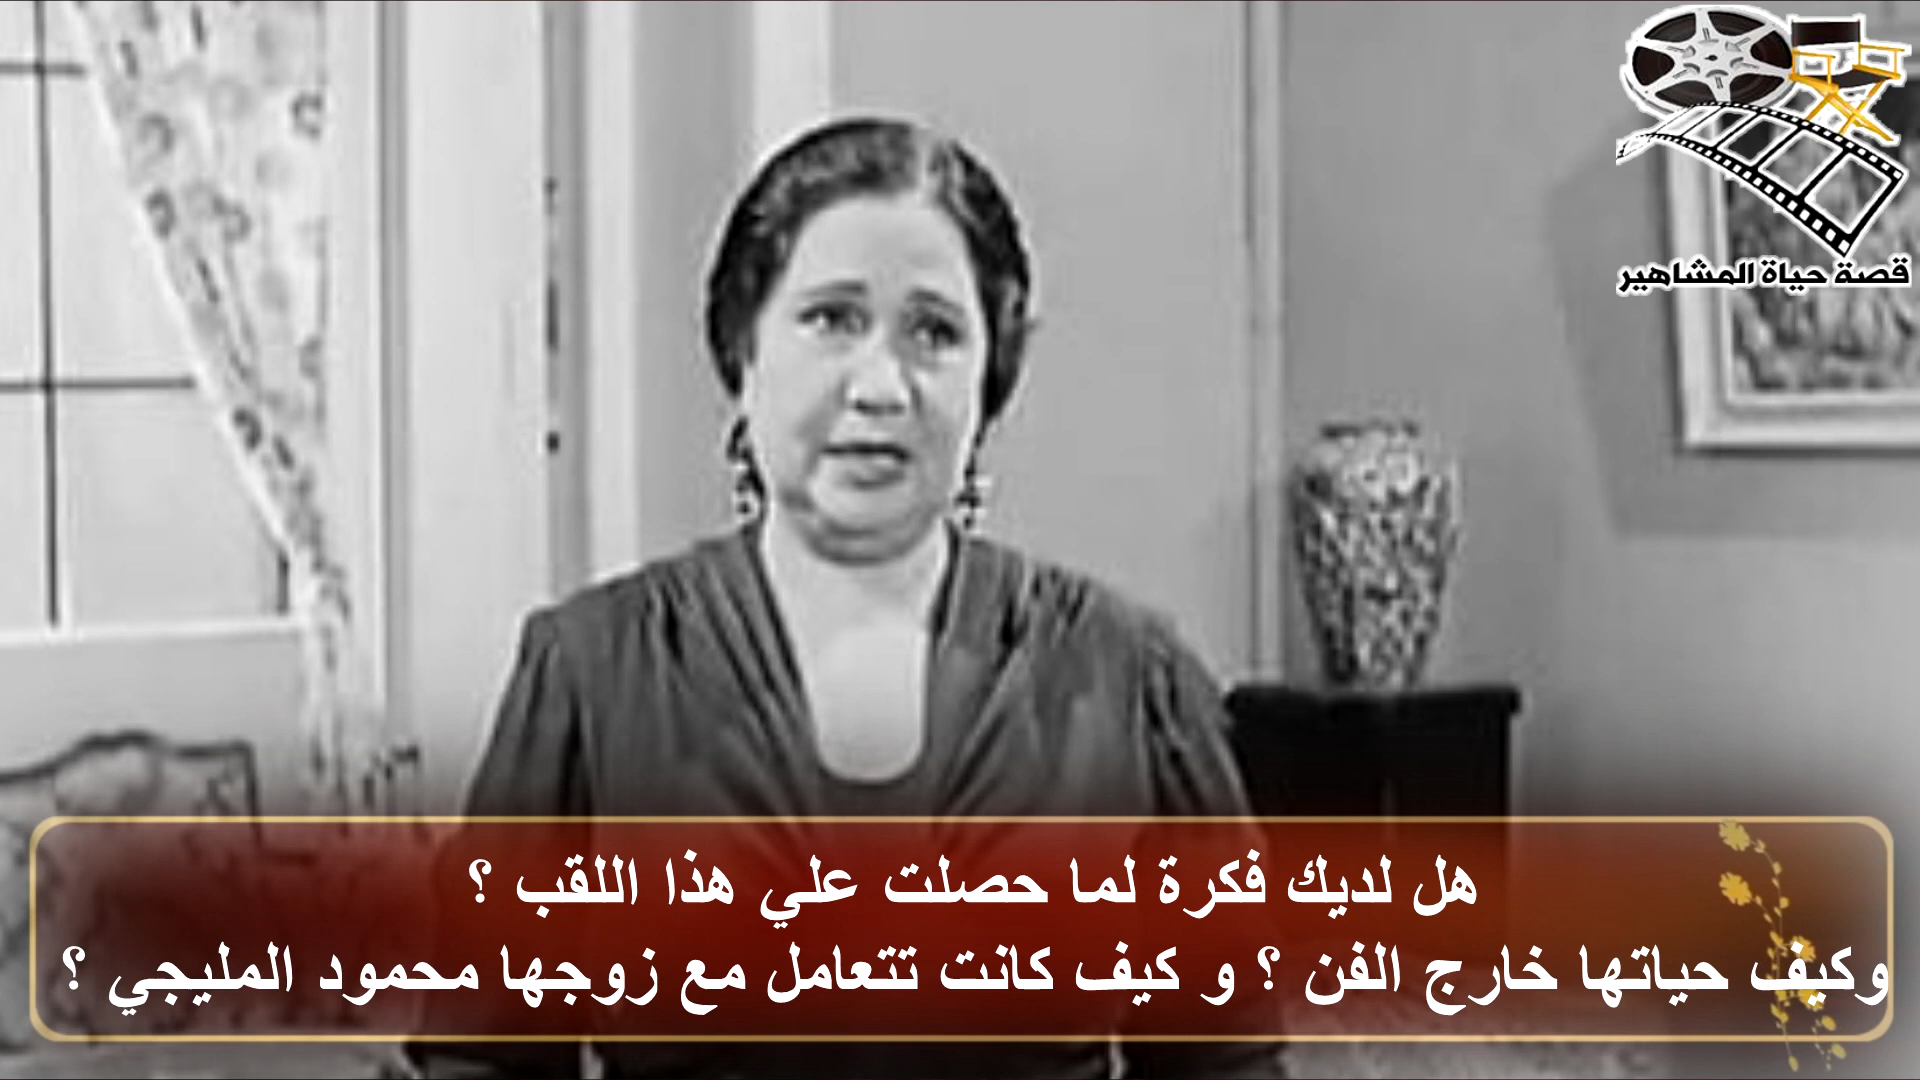 قصة حياة المشاهير
هل لديك فكرة لما حصلت علي هذا اللقب ؟
وكيف حياتها خارج الفن ؟ و كيف كانت تتعامل مع زوجها محمود المليجي ؟